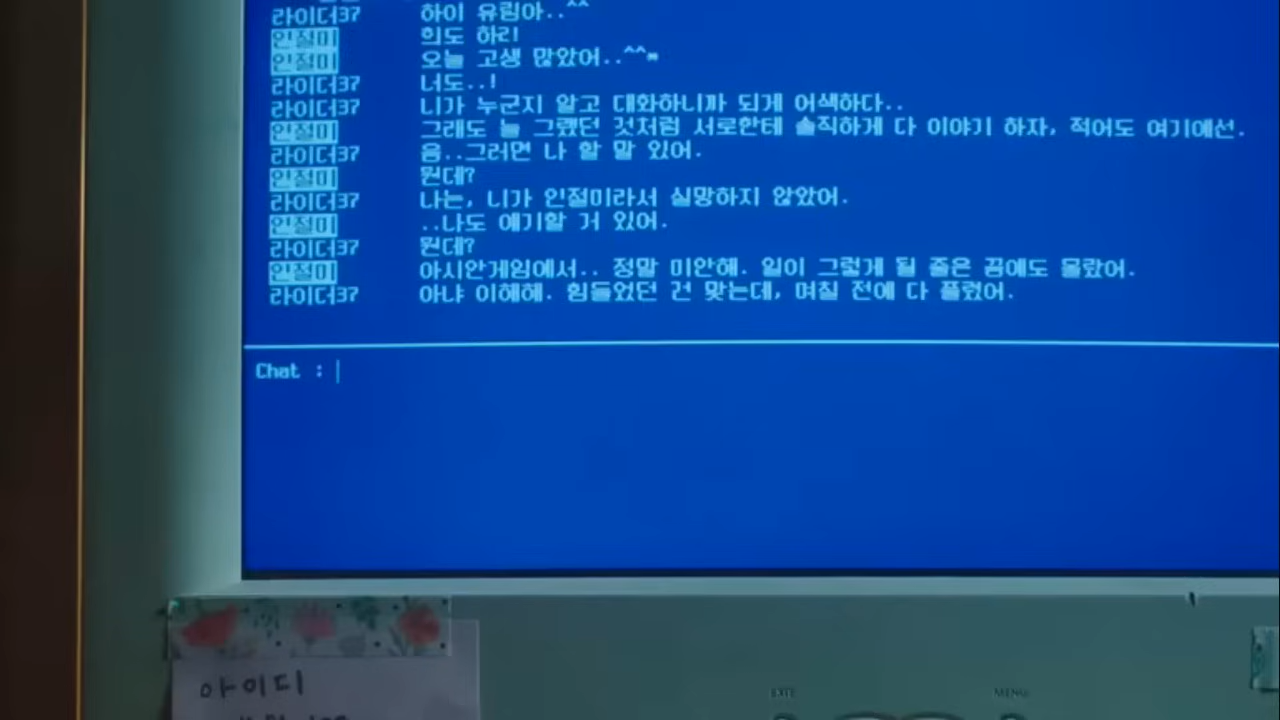 라이더37 하이 유림아..^^
인절미 희도 하리!
인절미 오늘 고생 많았어..^^*
라이더37 너도..!
라이더37 니가 누군지 알고 대화하니까 되게 어색하다..
인절미 그래도 늘 그랬던 것처럼 서로한테 솔직하게 다 이야기 하자, 적어도 여기에선.
라이더37 음..그러면 나 할 말 있어.
인절미 뭔데?
라이더37 나는, 니가 인절미라서 실망하지 않았어.
인절미 ..나도 얘기할 거 있어.
라이더37 뭔데?
인절미 아시안게임에서.. 정말 미안해. 일이 그렇게 될 줄은 꿈에도 몰랐어.
라이더37 아냐 이해해. 힘들었던 건 맞는데, 며칠 전에 다 풀렸어.
Chat :
아이디
EXIT
MENU